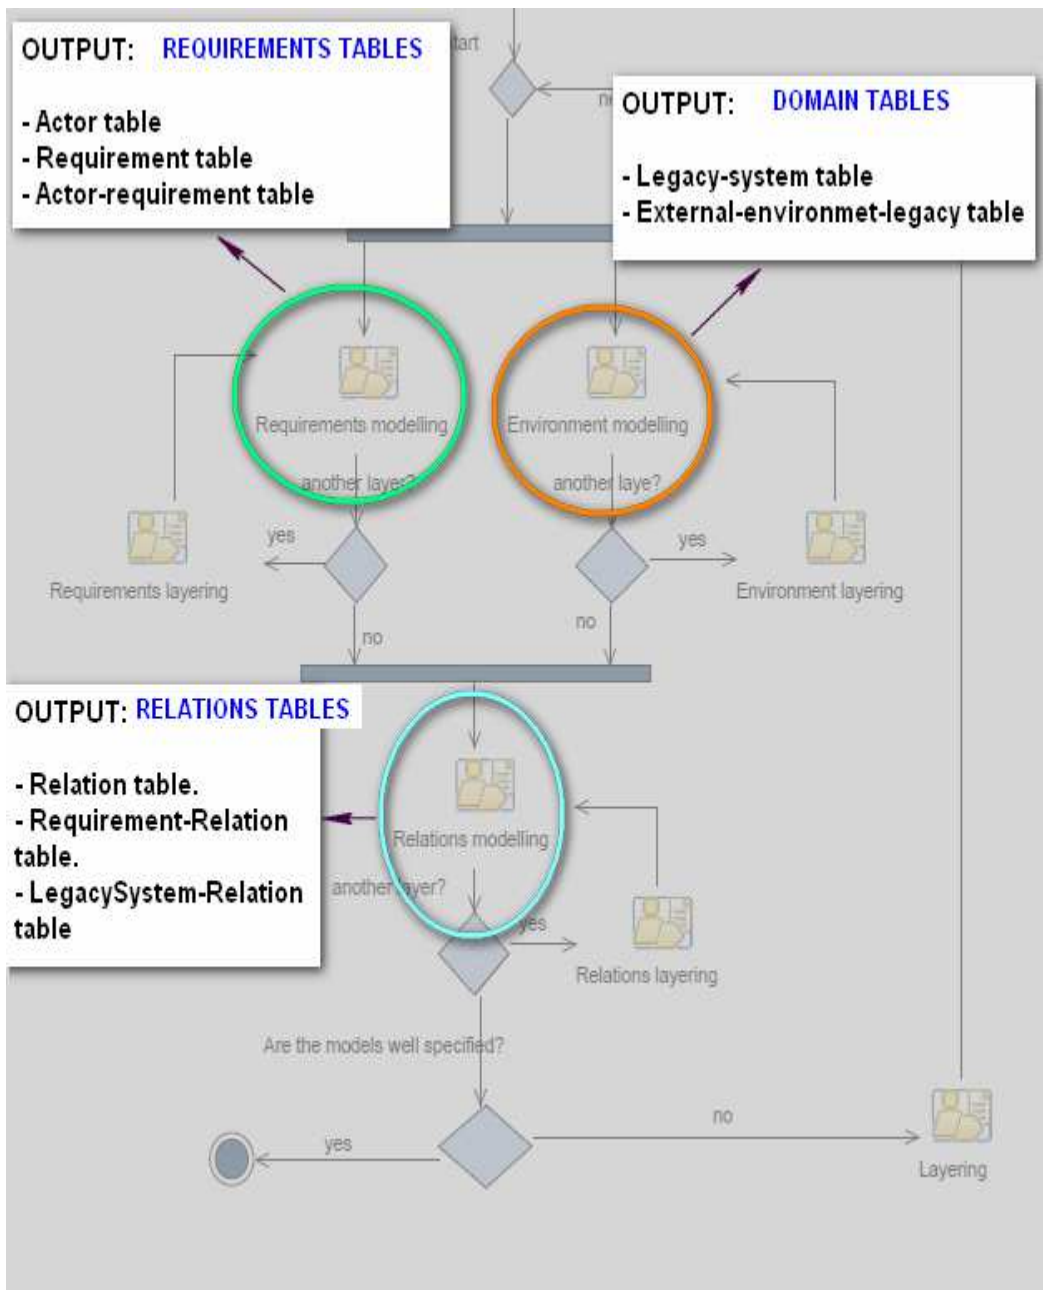 OUTPUT: REQUIREMENTS TABLES
- Actor table
- Requirement table
- Actor-requirement table
tart
OUTPUT: DOMAIN TABLES
- Legacy-system table
- External-environmet-legacy table
Requirements modelling
Environment modelling
another layer?
another laye?
yes
yes
Requirements layering
Environment layering
no
no
OUTPUT: RELATIONS TABLES
- Relation table.
- Requirement-Relation
table.
- LegacySystem-Relation
table
Relations modelling
another layer?
yes
Relations layering
Are the models well specified?
no
yes
Layering